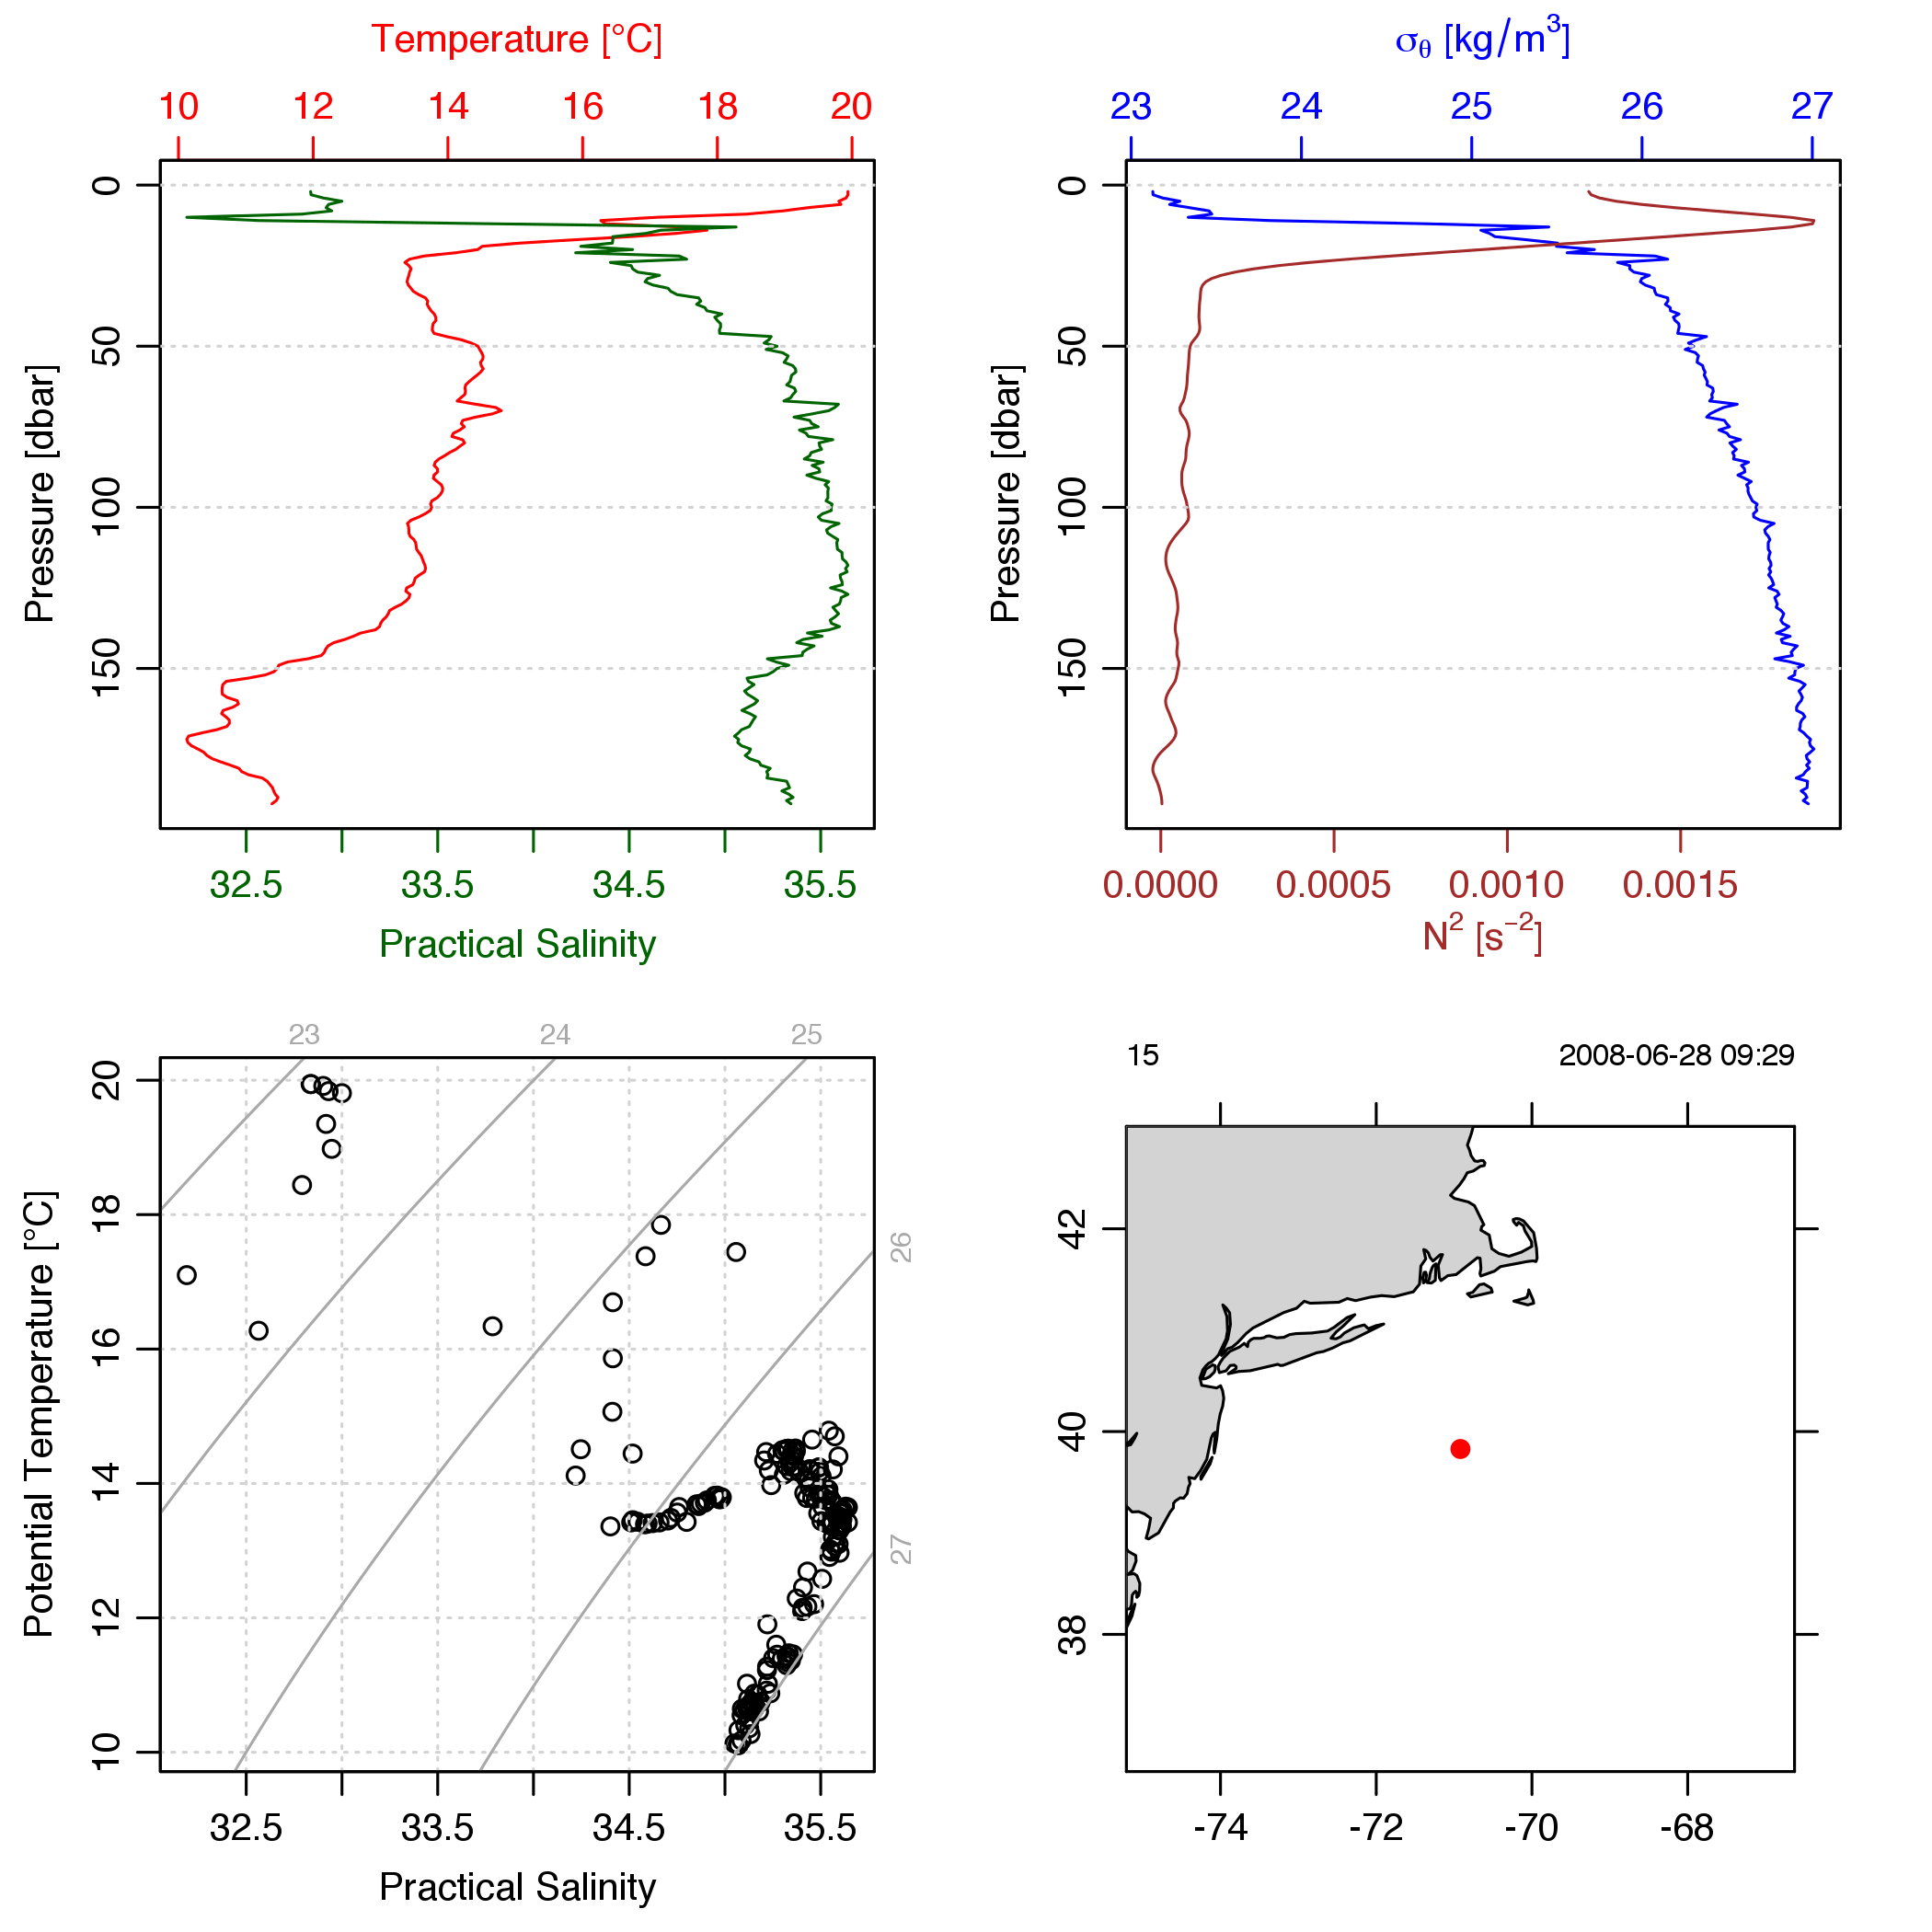 Temperature [°C]
10 12 14 16 18 20
0
50
100
150
Pressure [dbar]
32.5 33.5 34.5 35.5
Practical Salinity
σθ [kg/m³]
23 24 25 26 27
0
50
100
150
Pressure [dbar]
0.0000 0.0005 0.0010 0.0015
N² [s⁻²]
23 24 25
26
27
20
18
16
14
12
10
Potential Temperature [°C]
32.5 33.5 34.5 35.5
Practical Salinity
15 2008-06-28 09:29
42
40
38
-74 -72 -70 -68